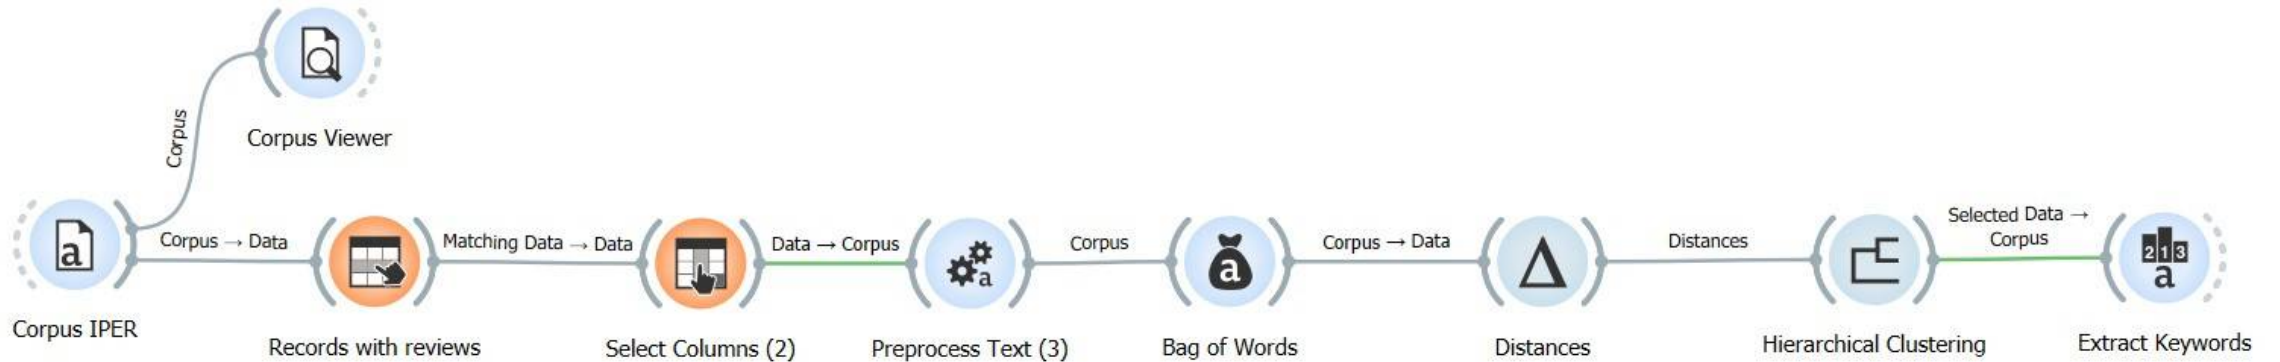 Corpus Viewer
Corpus
Corpus IPER
Corpus → Data
Records with reviews
Matching Data → Data
Select Columns (2)
Data → Corpus
Preprocess Text (3)
Corpus
Bag of Words
Corpus → Data
Distances
Distances
Hierarchical Clustering
Selected Data →
Corpus
Extract Keywords
a
a
a
213
a